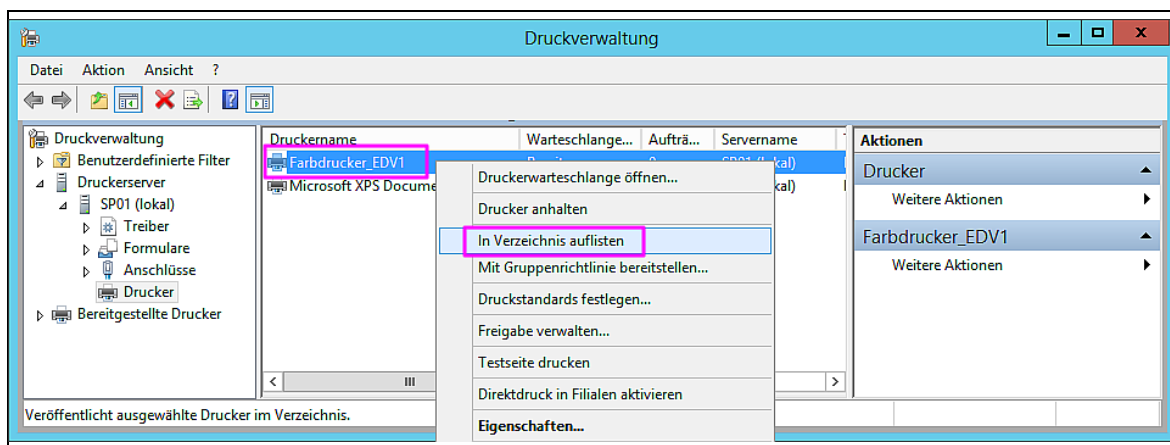 Druckverwaltung
Datei Aktion Ansicht ?
Druckverwaltung
Benutzerdefinierte Filter
Druckerserver
SP01 (lokal)
Treiber
Formulare
Anschlüsse
Drucker
Bereitgestellte Drucker
Druckername Warteschlange... Aufträ... Servername
Farbdrucker_EDV1
Microsoft XPS Docume
Druckerwarteschlange öffnen...
Drucker anhalten
In Verzeichnis auflisten
Mit Gruppenrichtlinie bereitstellen...
Druckstandards festlegen...
Freigabe verwalten...
Testseite drucken
Direktdruck in Filialen aktivieren
Eigenschaften...
Aktionen
Drucker
Weitere Aktionen
Farbdrucker_EDV1
Weitere Aktionen
Veröffentlicht ausgewählte Drucker im Verzeichnis.